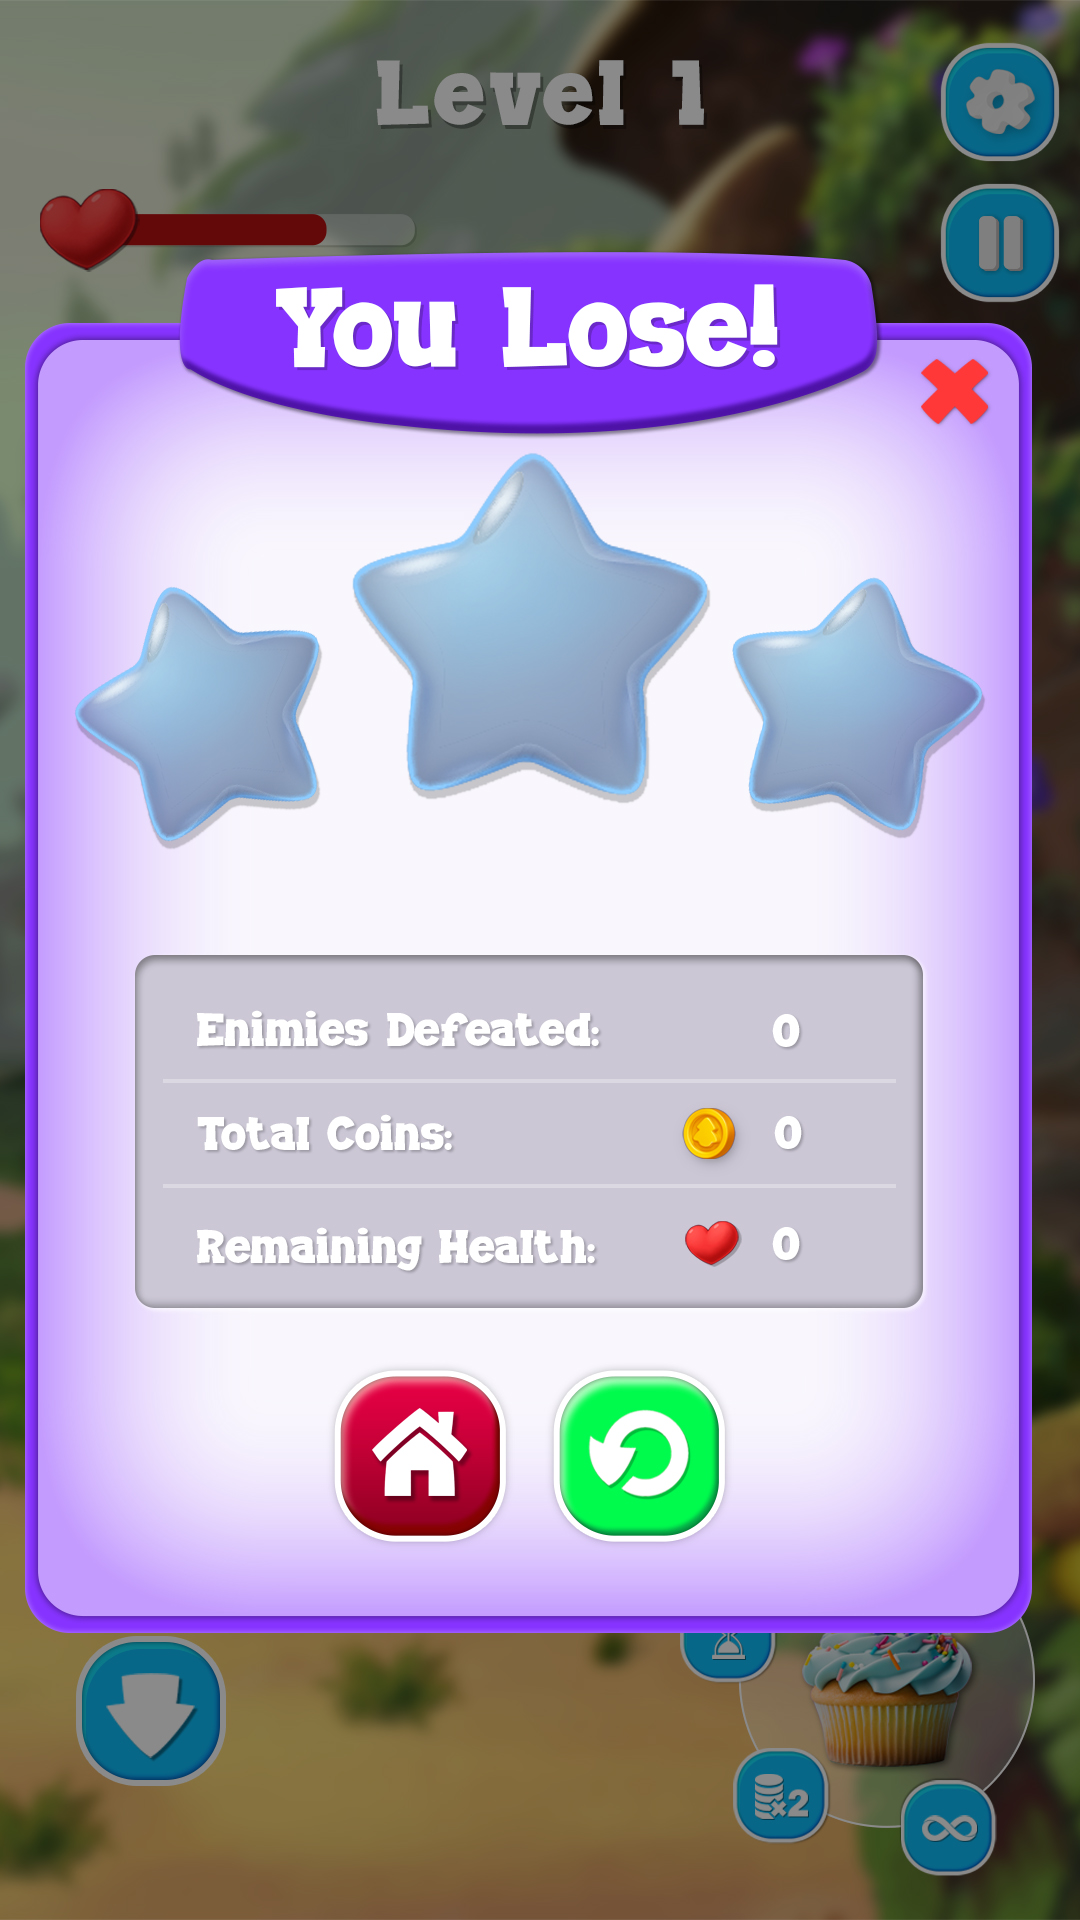 Level 1
You Lose!
Enimies Defeated: 0
Total Coins: 0
Remaining Health: 0
x2